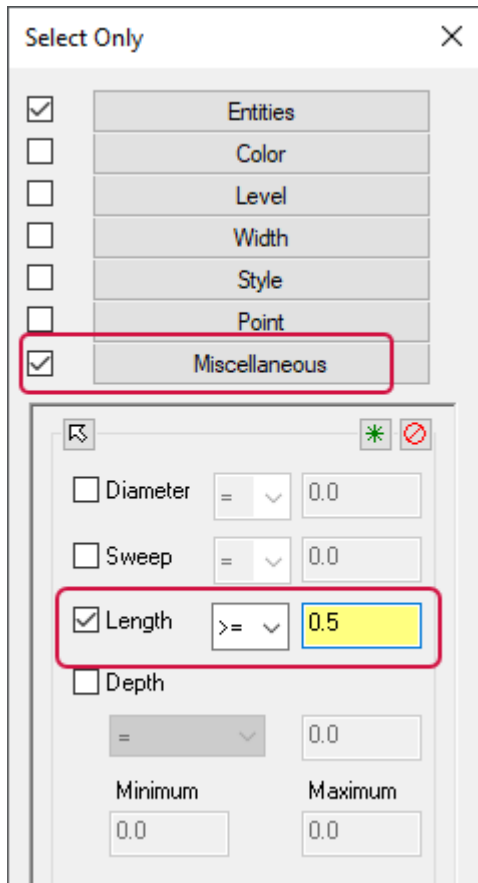 Select Only
Entities
Color
Level
Width
Style
Point
Miscellaneous
Diameter = 0.0
Sweep = 0.0
Length >= 0.5
Depth
= 0.0
Minimum Maximum
0.0 0.0